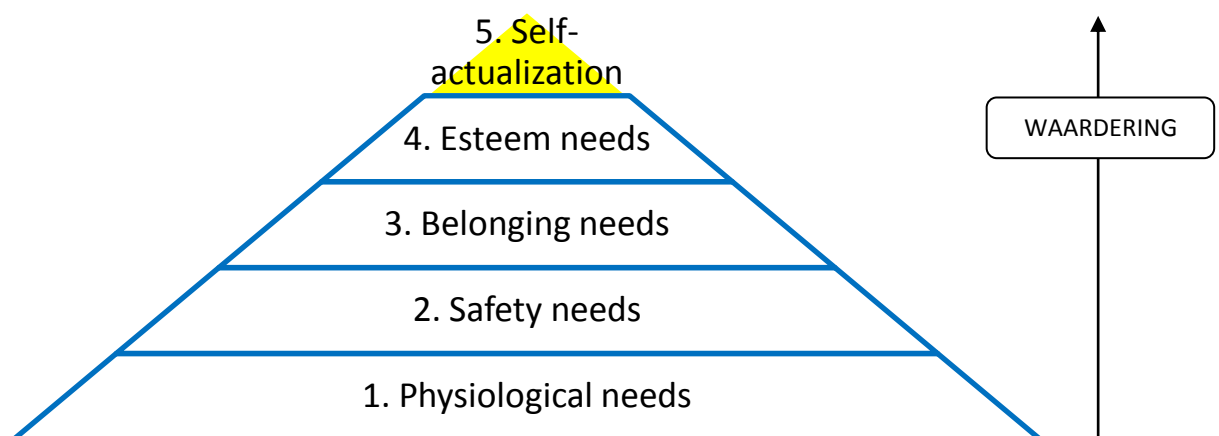 5. Self-
actualization
WAARDERING
4. Esteem needs
3. Belonging needs
2. Safety needs
1. Physiological needs